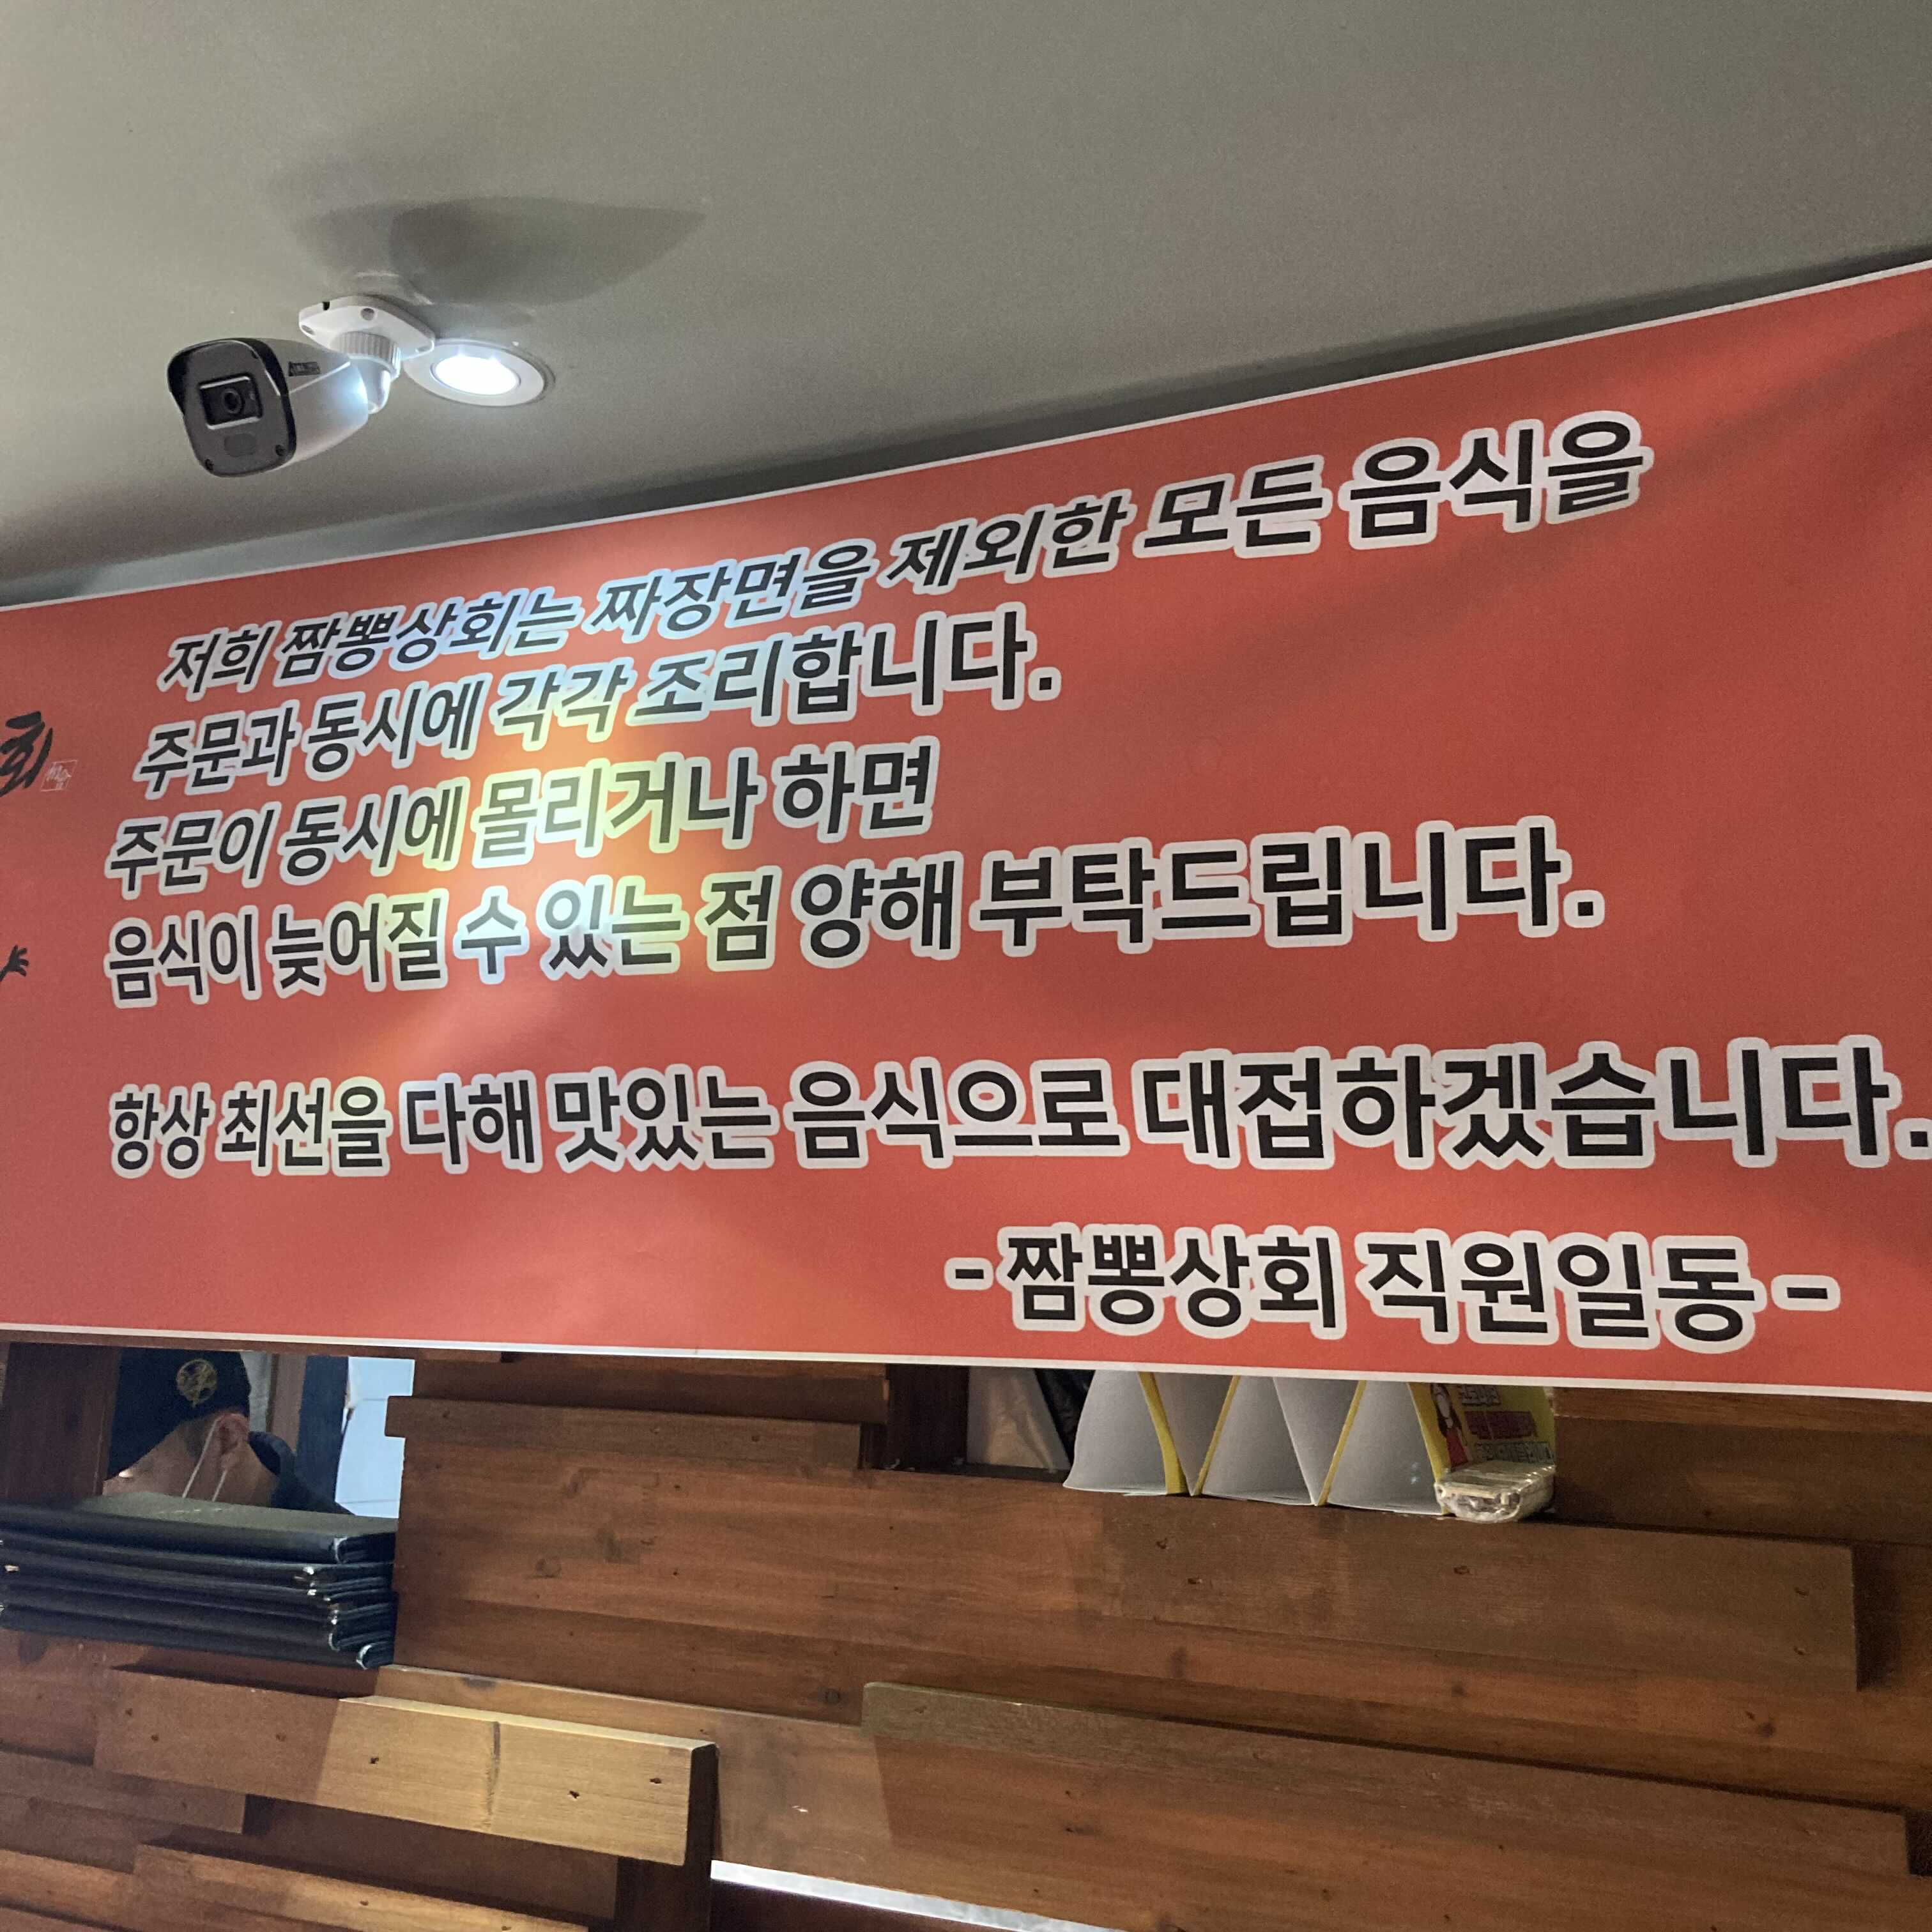 저희 짬뽕상회는 짜장면을 제외한 모든 음식을
주문과 동시에 각각 조리합니다.
주문이 동시에 몰리거나 하면
음식이 늦어질 수 있는 점 양해 부탁드립니다.
항상 최선을 다해 맛있는 음식으로 대접하겠습니다.
- 짬뽕상회 직원일동 -
회